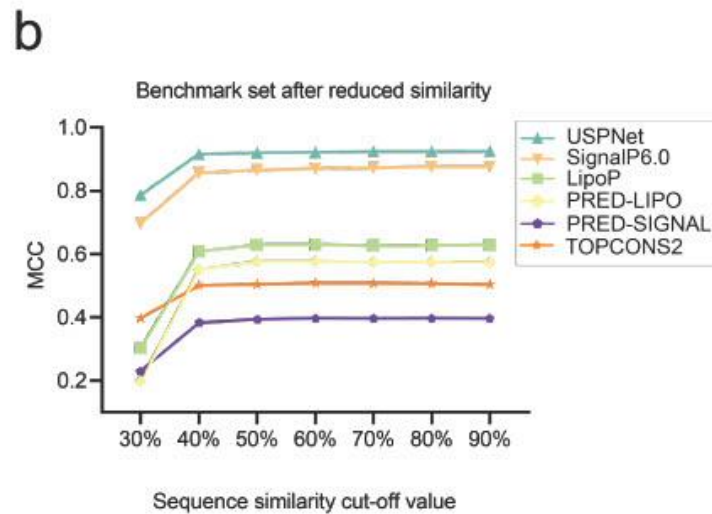 b
Benchmark set after reduced similarity
1.0
0.8
0.6
0.4
0.2
MCC
30% 40% 50% 60% 70% 80% 90%
Sequence similarity cut-off value
USPNet
SignalP6.0
LipoP
PRED-LIPO
PRED-SIGNAL
TOPCONS2